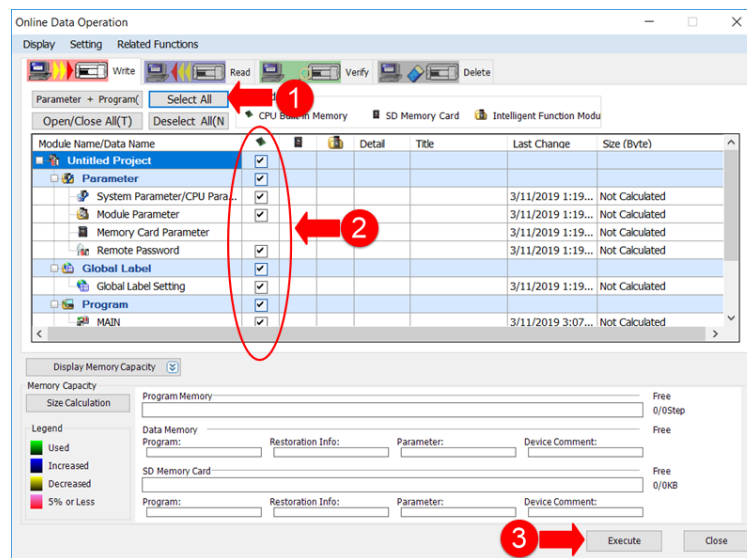 Online Data Operation
Display Setting Related Functions
Write Read Verify Delete
Parameter + Program( Select All
1
Open/Close All(T) Deselect All(N
CPU Built-in Memory SD Memory Card Intelligent Function Modu
Module Name/Data Name Detail Title Last Change Size (Byte)
Untitled Project
Parameter
System Parameter/CPU Para... 3/11/2019 1:19... Not Calculated
Module Parameter 3/11/2019 1:19... Not Calculated
2
Memory Card Parameter 3/11/2019 1:19... Not Calculated
Remote Password 3/11/2019 1:19... Not Calculated
Global Label
Global Label Setting 3/11/2019 1:19... Not Calculated
Program
MAIN 3/11/2019 3:07... Not Calculated
Display Memory Capacity
Memory Capacity
Size Calculation
Program Memory Free
0/0Step
Legend
Used
Increased
Decreased
5% or Less
Data Memory Free
Program: Restoration Info: Parameter: Device Comment:
SD Memory Card Free
0/0KB
Program: Restoration Info: Parameter: Device Comment:
3
Execute Close